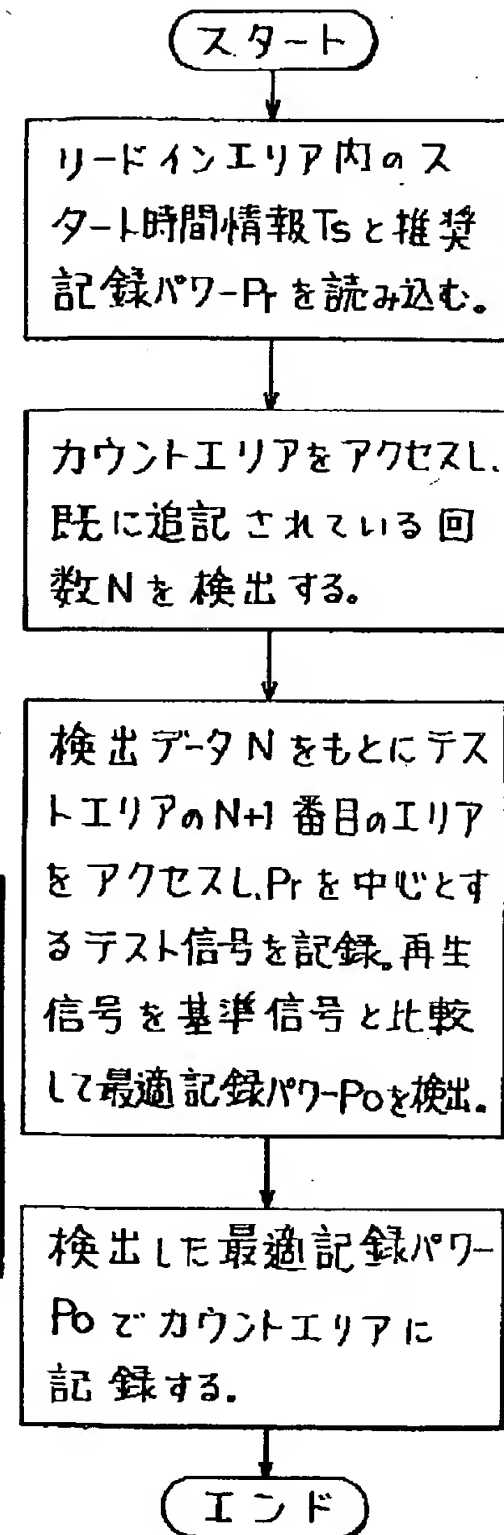 スタート
リードインエリア内のス
タート時間情報Tsと推奨
記録パワーPrを読み込む。
カウントエリアをアクセスし、
既に追記されている回
数Nを検出する。
検出データNをもとにテス
トエリアのN+1番目のエリア
をアクセスし、Prを中心とす
るテスト信号を記録。再生
信号を基準信号と比較
して最適記録パワーPoを検出。
検出した最適記録パワー
Poでカウントエリアに
記録する。
エンド